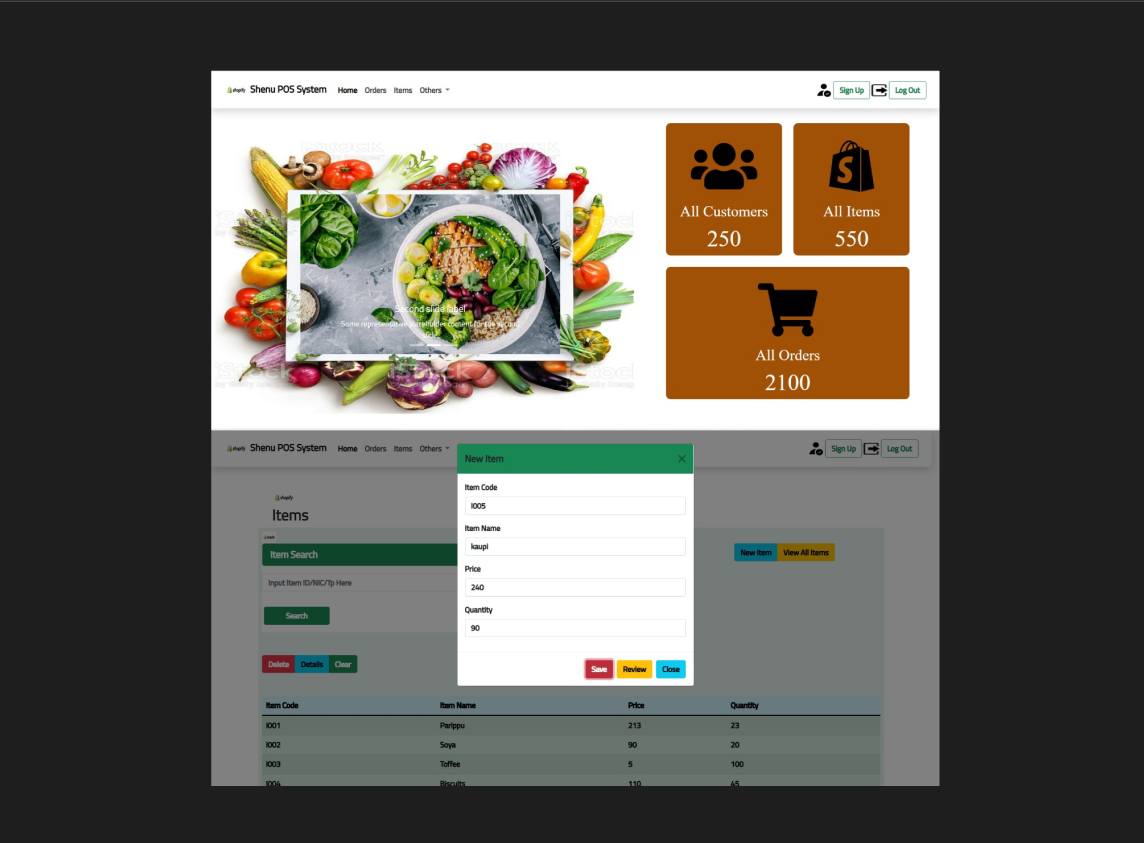 shopify Shenu POS System Home Orders Items Others Sign Up Log Out
iStock
All Customers
250
All Items
550
Second slide label
Some representative placeholder content for the second
slide.
All Orders
2100
iStock
shopify Shenu POS System Home Orders Items Others Sign Up Log Out
New Item
Item Code
I005
Item Name
kaupi
Price
240
Quantity
90
Save Review Close
shopify
Items
Item Search
New Item View All Items
Input Item ID/NIC/Tp Here
Search
Delete Details Clear
Item Code Item Name Price Quantity
I001 Parippu 213 23
I002 Soya 90 20
I003 Toffee 5 100
I004 Biscuits 110 45